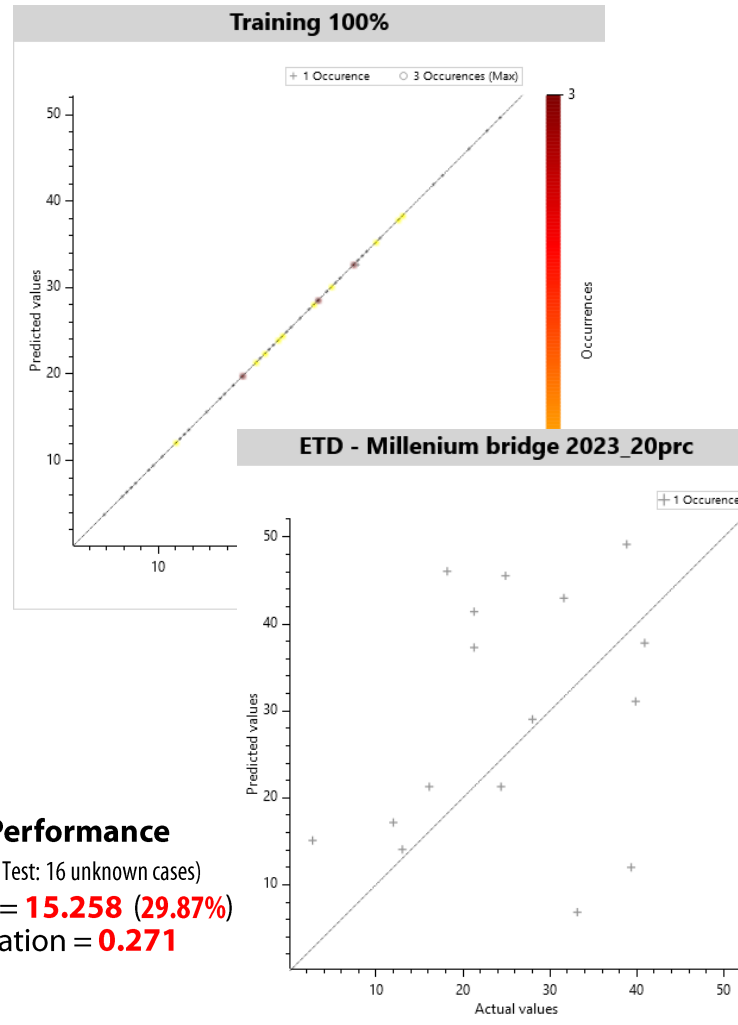 Training 100%
+ 1 Occurence ○ 3 Occurences (Max)
50
40
30
20
10
Predicted values
10
3
Occurrences
ETD - Millenium bridge 2023_20prc
+ 1 Occurence
50
40
30
20
10
Predicted values
10 20 30 40 50
Actual values
Performance
Test: 16 unknown cases)
= 15.258 (29.87%)
ation = 0.271